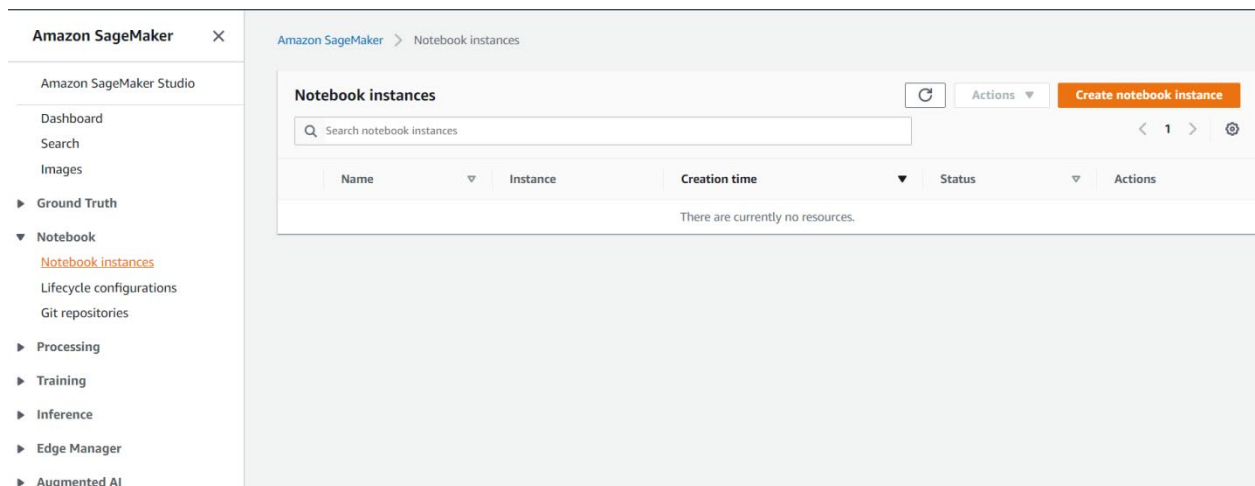 Amazon SageMaker
Amazon SageMaker Studio
Dashboard
Search
Images
Ground Truth
Notebook
Notebook instances
Lifecycle configurations
Git repositories
Processing
Training
Inference
Edge Manager
Augmented AI
Amazon SageMaker > Notebook instances
Notebook instances
Actions
Create notebook instance
Search notebook instances
< 1 >
Name Instance Creation time Status Actions
There are currently no resources.